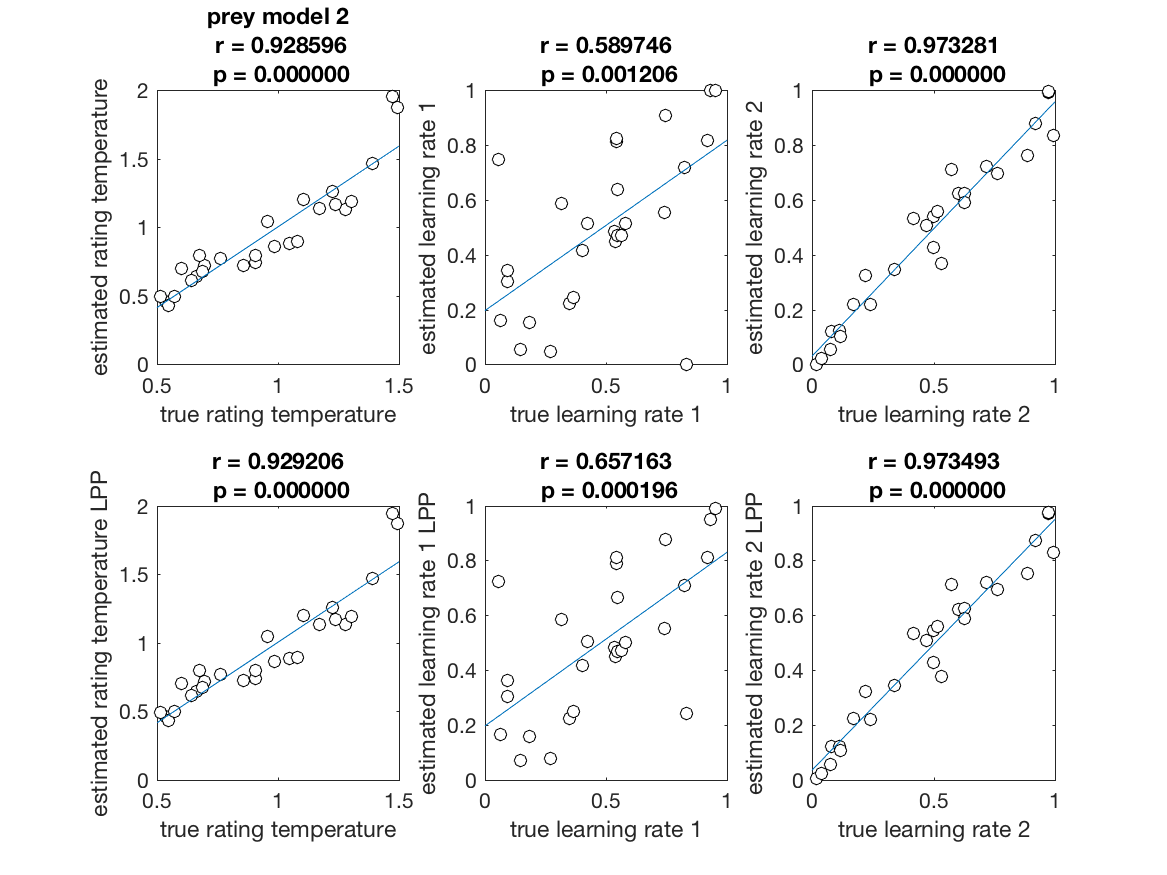 prey model 2
r = 0.928596
p = 0.000000
estimated rating temperature
2
1.5
1
0.5
0
0.5
1
1.5
true rating temperature
r = 0.589746
p = 0.001206
estimated learning rate 1
1
0.8
0.6
0.4
0.2
0
0
0.5
1
true learning rate 1
r = 0.973281
p = 0.000000
estimated learning rate 2
1
0.8
0.6
0.4
0.2
0
0
0.5
1
true learning rate 2
r = 0.929206
p = 0.000000
estimated rating temperature LPP
2
1.5
1
0.5
0
0.5
1
1.5
true rating temperature
r = 0.657163
p = 0.000196
estimated learning rate 1 LPP
1
0.8
0.6
0.4
0.2
0
0
0.5
1
true learning rate 1
r = 0.973493
p = 0.000000
estimated learning rate 2 LPP
1
0.8
0.6
0.4
0.2
0
0
0.5
1
true learning rate 2